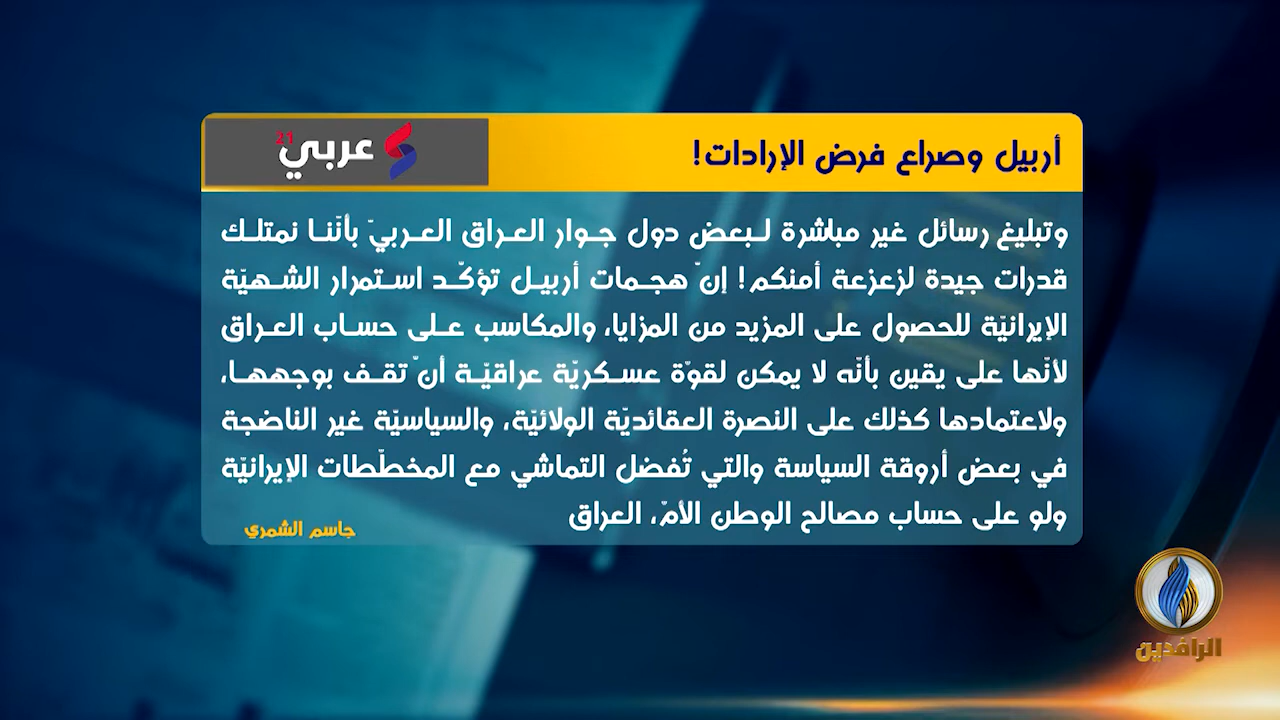 أربيل وصراع فرض الإرادات!
عربي 21
وتبليغ رسائل غير مباشرة لبعض دول جوار العراق العربيّ بأنّنا نمتلك
قدرات جيدة لزعزعة أمنكم! إنّ هجمات أربيل تؤكّد استمرار الشهيّة
الإيرانيّة للحصول على المزيد من المزايا، والمكاسب على حساب العراق
لأنّها على يقين بأنّه لا يمكن لقوّة عسكريّة عراقيّة أنّ تقف بوجهها،
ولاعتمادها كذلك على النصرة العقائديّة الولائيّة، والسياسيّة غير الناضجة
في بعض أروقة السياسة والتي تُفضل التماشي مع المخطّطات الإيرانيّة
ولو على حساب مصالح الوطن الأمّ، العراق
جاسم الشمري
الرافدين